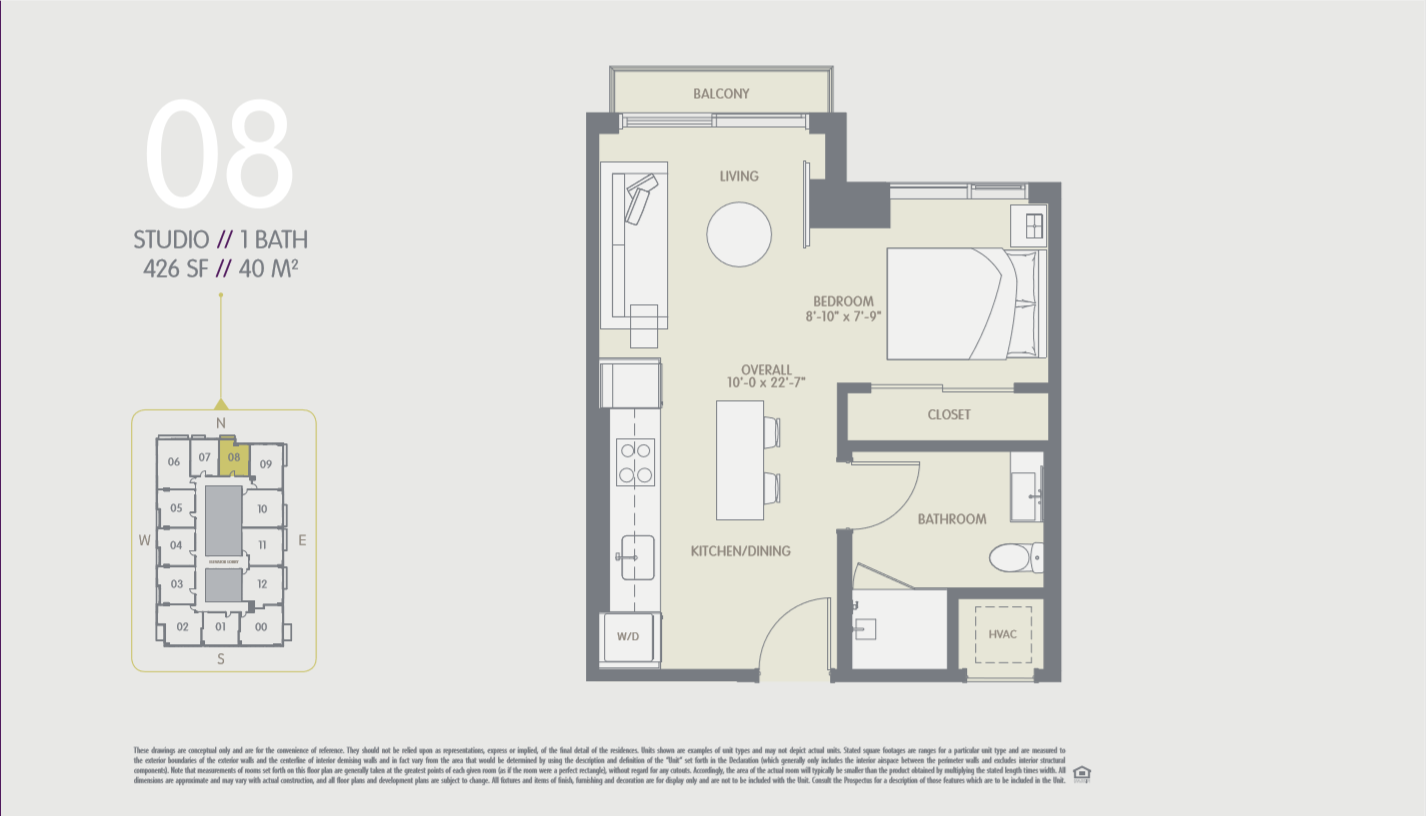 08
STUDIO // 1 BATH
426 SF // 40 M²
N
06
07
08
09
05
10
W
04
11
E
03
12
02
01
00
S
BALCONY
LIVING
BEDROOM
8'-10" x 7'-9"
OVERALL
10'-0 x 22'-7"
CLOSET
BATHROOM
KITCHEN/DINING
W/D
HVAC
These drawings are conceptual only and are for the convenience of reference. They should not be relied upon as representations, express or implied, of the final detail of the residences. Units shown are examples of unit types and may not depict actual units. Stated square footages are ranges for a particular unit type and are measured to
the exterior boundaries of the exterior walls and the centerline of interior demising walls and in fact vary from the area that would be determined by using the description and definition of the "Unit" set forth in the Declaration (which generally only includes the interior airspace between the perimeter walls and excludes interior structural
components). Note that measurements of rooms set forth on this floor plan are generally taken at the greatest points of each given room (as if the room were a perfect rectangle), without regard for any cutouts. Accordingly, the area of the actual room will typically be smaller than the product obtained by multiplying the stated length times width. All
dimensions are approximate and may vary with actual construction, and all floor plans and development plans are subject to change. All fixtures and items of finish, furnishing and decoration are for display only and are not to be included with the Unit. Consult the Prospectus for a description of those features which are to be included in the Unit.